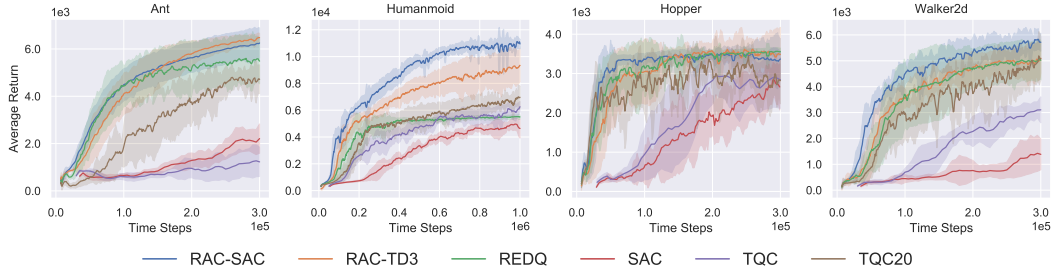 Ant
1e3
6.0
4.0
2.0
0.0
Average Return
0.0 1.0 2.0 3.0
Time Steps
1e5
Humanmoid
1e4
1.2
1.0
0.8
0.6
0.4
0.2
0.0
0.0 0.2 0.4 0.6 0.8 1.0
Time Steps
1e6
Hopper
1e3
4.0
3.0
2.0
1.0
0.0
0.0 1.0 2.0 3.0
Time Steps
1e5
Walker2d
1e3
6.0
5.0
4.0
3.0
2.0
1.0
0.0
0.0 1.0 2.0 3.0
Time Steps
1e5
RAC-SAC RAC-TD3 REDQ SAC TQC TQC20